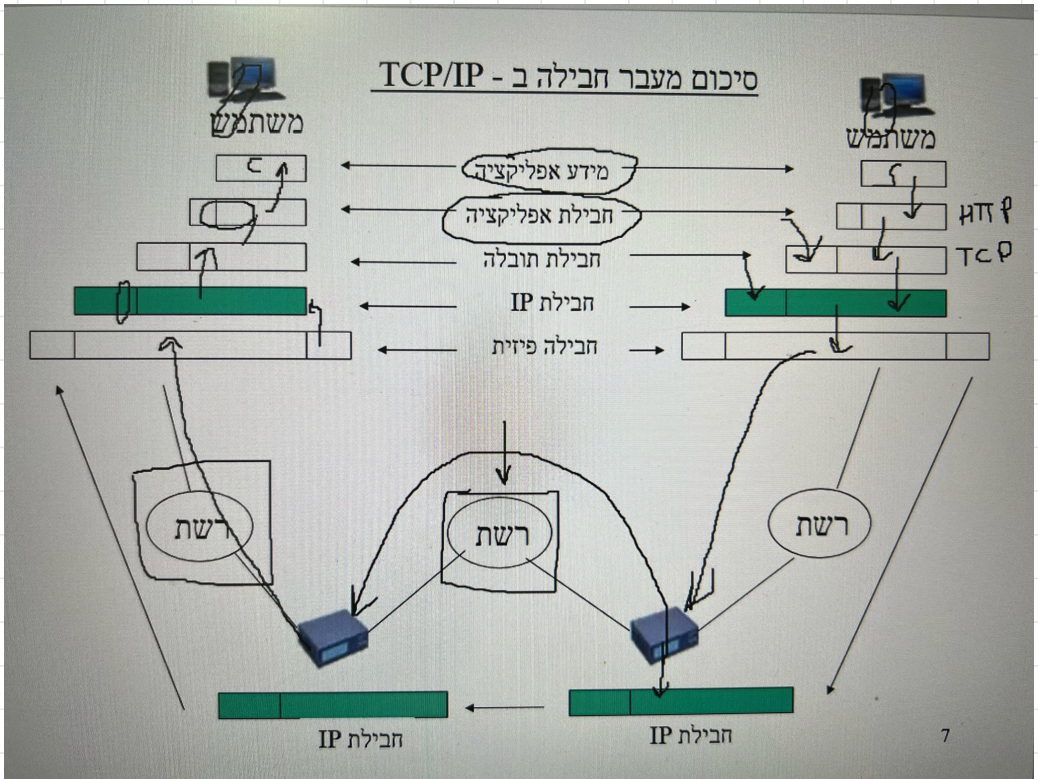 סיכום מעבר חבילה ב - TCP/IP
משתמש
משתמש
מידע אפליקציה
C
C
חבילת אפליקציה
HTTP
חבילת תובלה
TCP
חבילת IP
חבילה פיזית
רשת
רשת
רשת
חבילת IP
חבילת IP
7